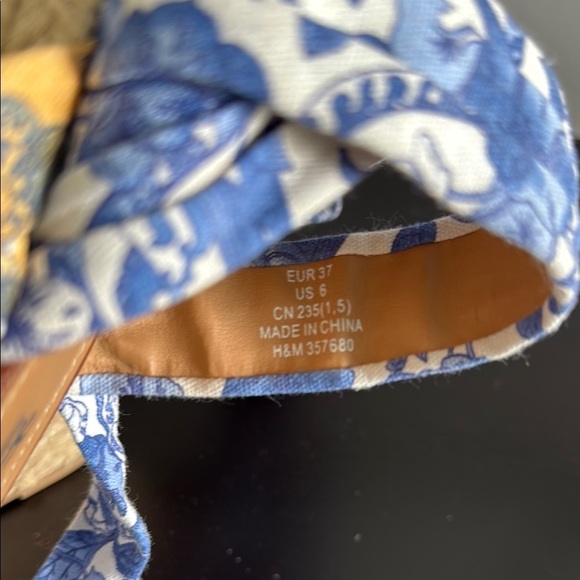 EUR 37
US 6
CN 235(1,5)
MADE IN CHINA
H&M 357680